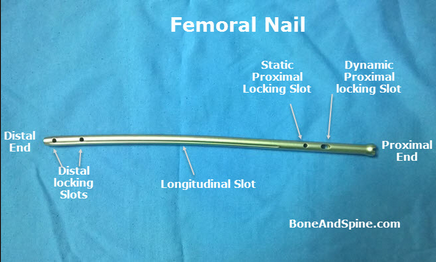 Femoral Nail
Static
Proximal
Locking Slot
Dynamic
Proximal
locking Slot
Distal
End
Proximal
End
Distal
locking
Slots
Longitudinal Slot
BoneAndSpine.com